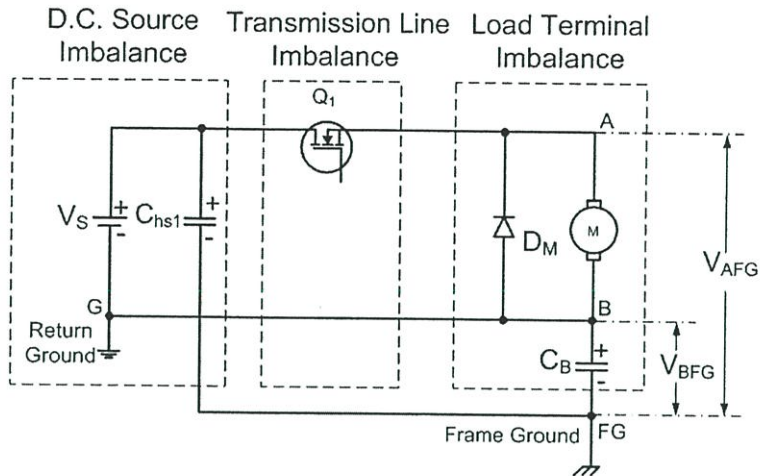 D.C. Source Imbalance
Transmission Line Imbalance
Load Terminal Imbalance
Q1
A
VS
+
-
Chs1
+
-
DM
M
VAFG
G
B
Return Ground
CB
+
-
VBFG
Frame Ground
FG